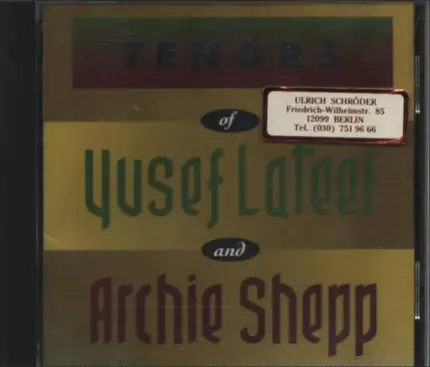 TENORS
of
ULRICH SCHRÖDER
Friedrich-Wilhelmstr. 85
12099 BERLIN
Tel. (030) 751 96 66
Yusef Lateef
and
Archie Shepp